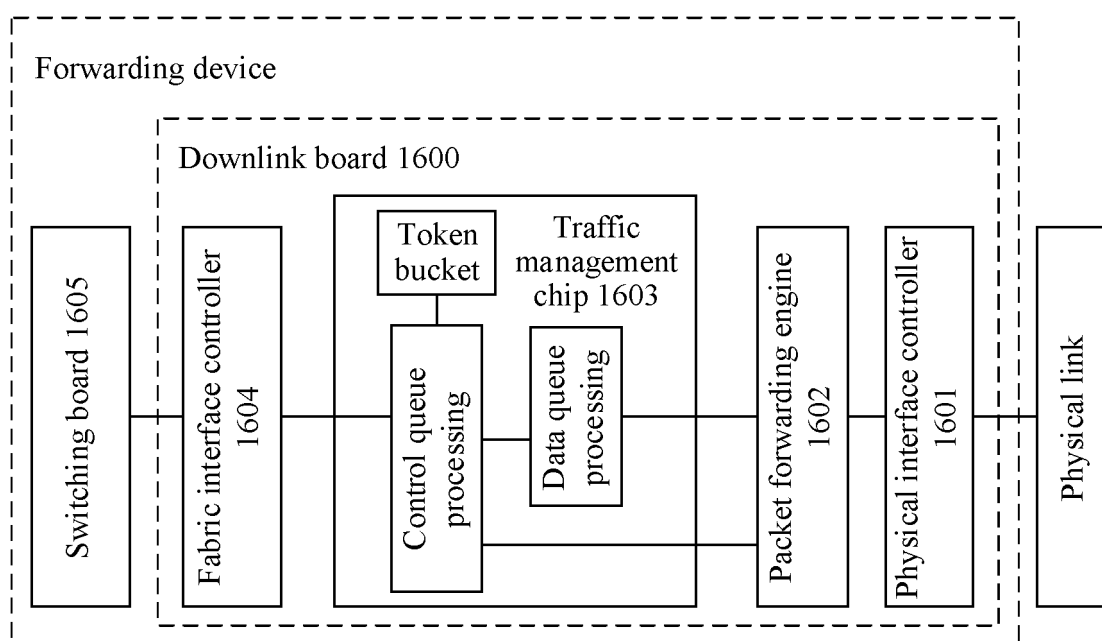 Forwarding device
Downlink board 1600
Switching board 1605
Fabric interface controller
1604
Token
bucket
Traffic
management
chip 1603
Control queue
processing
Data queue
processing
Packet forwarding engine
1602
Physical interface controller
1601
Physical link